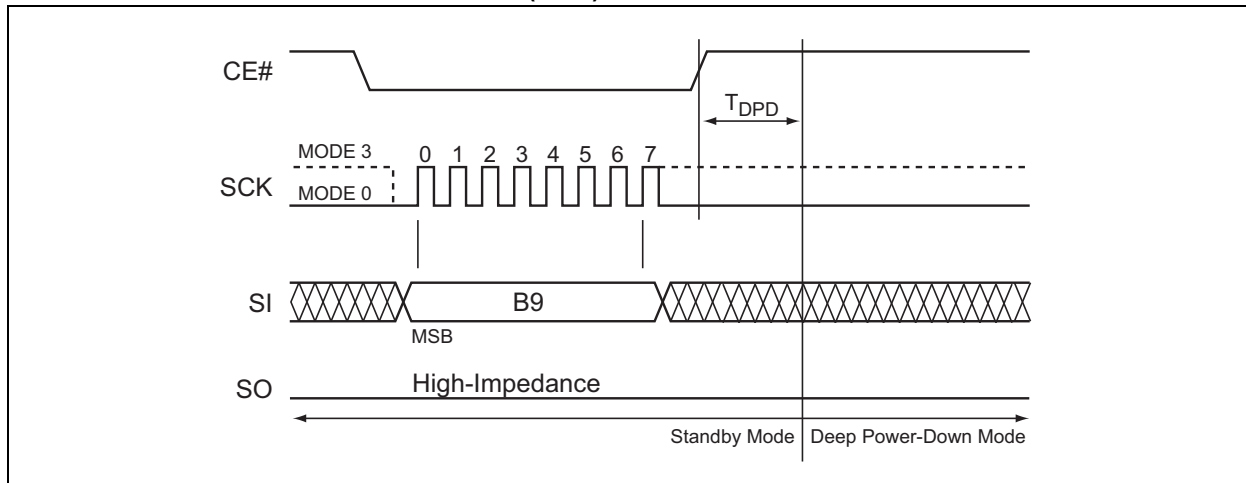 CE#
TDPD
MODE 3
0 1 2 3 4 5 6 7
SCK
MODE 0
SI
B9
MSB
SO
High-Impedance
Standby Mode
Deep Power-Down Mode